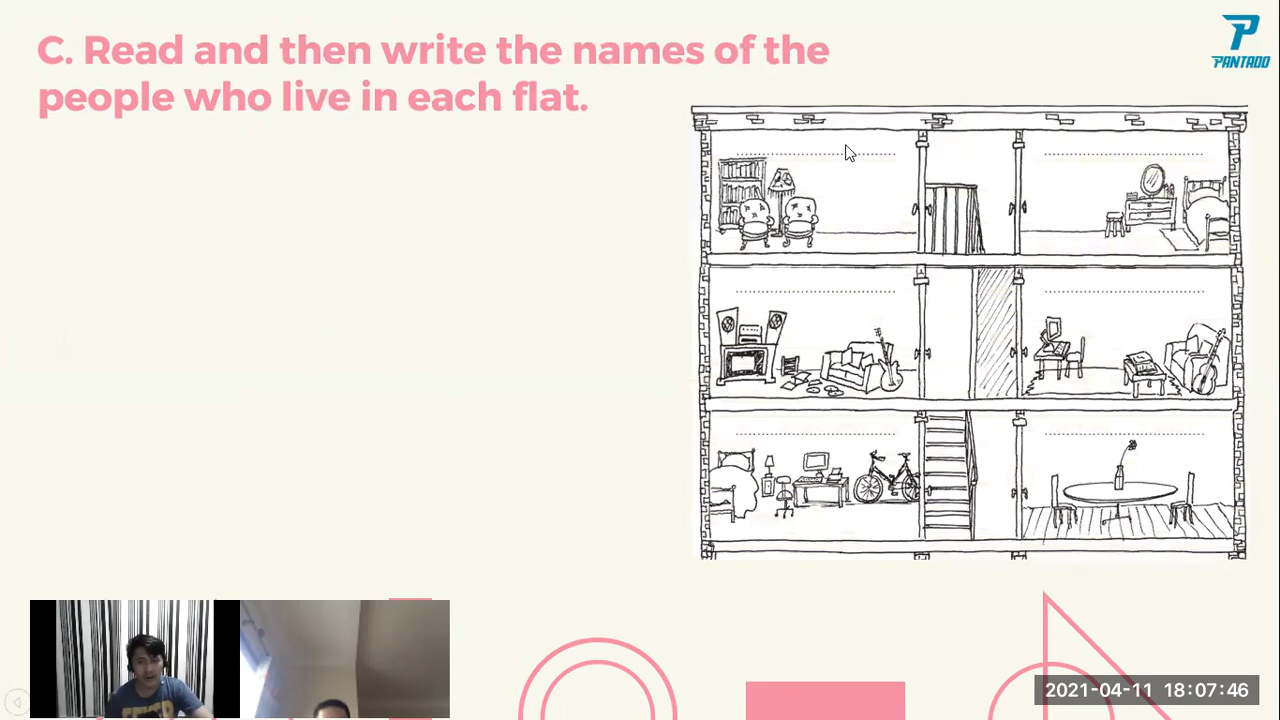 C. Read and then write the names of the
people who live in each flat.
PANTADO
2021-04-11 18:07:46